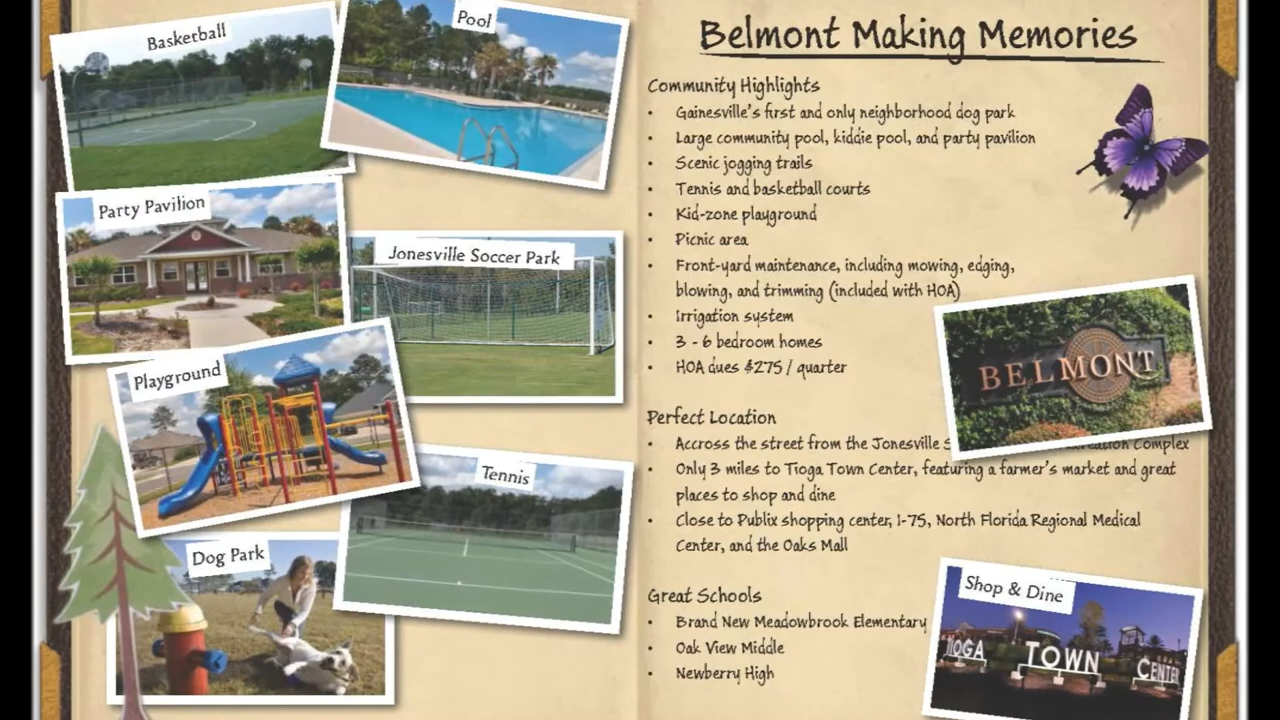 Basketball
Pool
Party Pavilion
Jonesville Soccer Park
Playground
Tennis
Dog Park
Belmont Making Memories
Community Highlights
• Gainesville's first and only neighborhood dog park
• Large community pool, kiddie pool, and party pavilion
• Scenic jogging trails
• Tennis and basketball courts
• Kid-zone playground
• Picnic area
• Front-yard maintenance, including mowing, edging,
blowing, and trimming (included with HOA)
• Irrigation system
• 3 - 6 bedroom homes
• HOA dues $275 / quarter
BELMONT
Perfect Location
• Accross the street from the Jonesville Complex
• Only 3 miles to Tioga Town Center, featuring a farmer's market and great
places to shop and dine
• Close to Publix shopping center, I-75, North Florida Regional Medical
Center, and the Oaks Mall
Great Schools
• Brand New Meadowbrook Elementary
• Oak View Middle
• Newberry High
Shop & Dine
TIOGA TOWN CENTER